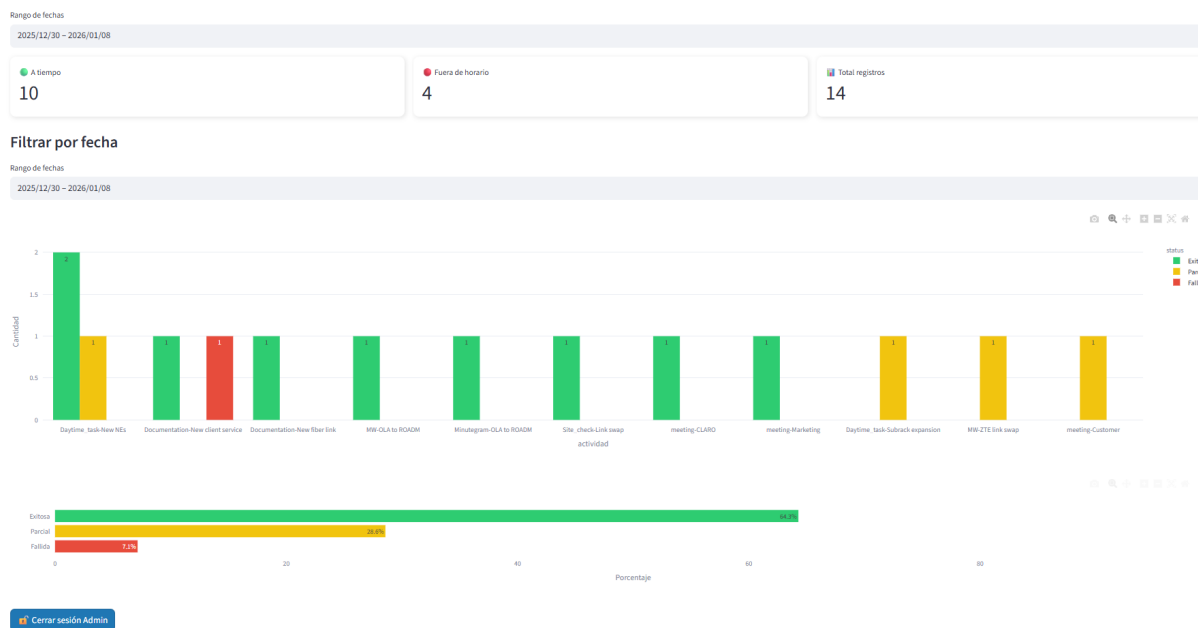 Rango de fechas
2025/12/30 – 2026/01/08
A tiempo
10
Fuera de horario
4
Total registros
14
Filtrar por fecha
Rango de fechas
2025/12/30 – 2026/01/08
status
2
1.5
1
0.5
0
Cantidad
2
1
1
1
1
1
1
1
1
1
1
1
1
Daytime_task-New NEs
Documentation-New client service
Documentation-New fiber link
MW-OLA to ROADM
Minutegram-OLA to ROADM
Site_check-Link swap
meeting-CLARO
meeting-Marketing
Daytime_task-Subrack expansion
MW-ZTE link swap
meeting-Customer
actividad
Exitosa
Parcial
Fallida
64.3%
28.6%
7.1%
0
20
40
60
80
Porcentaje
Cerrar sesión Admin